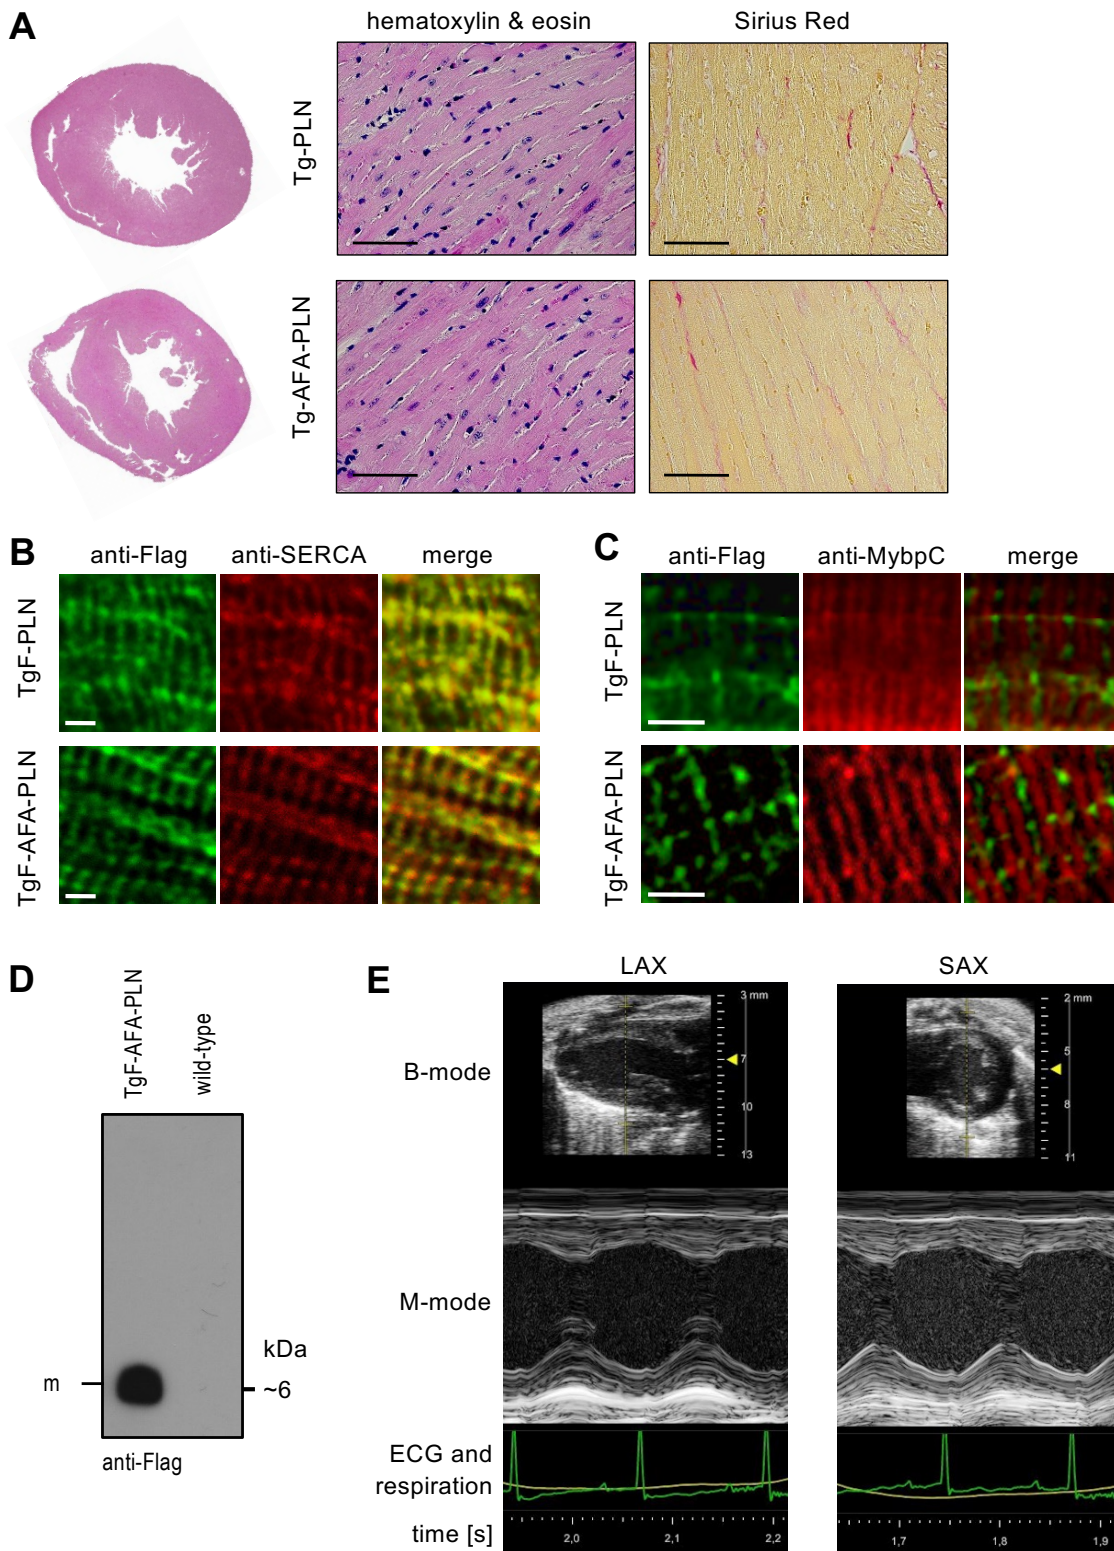 A
hematoxylin & eosin
Sirius Red
Tg-PLN
Tg-AFA-PLN
B
anti-Flag
anti-SERCA
merge
TgF-PLN
TgF-AFA-PLN
C
anti-Flag
anti-MybpC
merge
TgF-PLN
TgF-AFA-PLN
D
TgF-AFA-PLN
wild-type
kDa
m
~6
anti-Flag
E
LAX
SAX
B-mode
3 mm
7
10
13
2 mm
5
8
11
M-mode
ECG and
respiration
time [s]
2,0
2,1
2,2
1,7
1,8
1,9